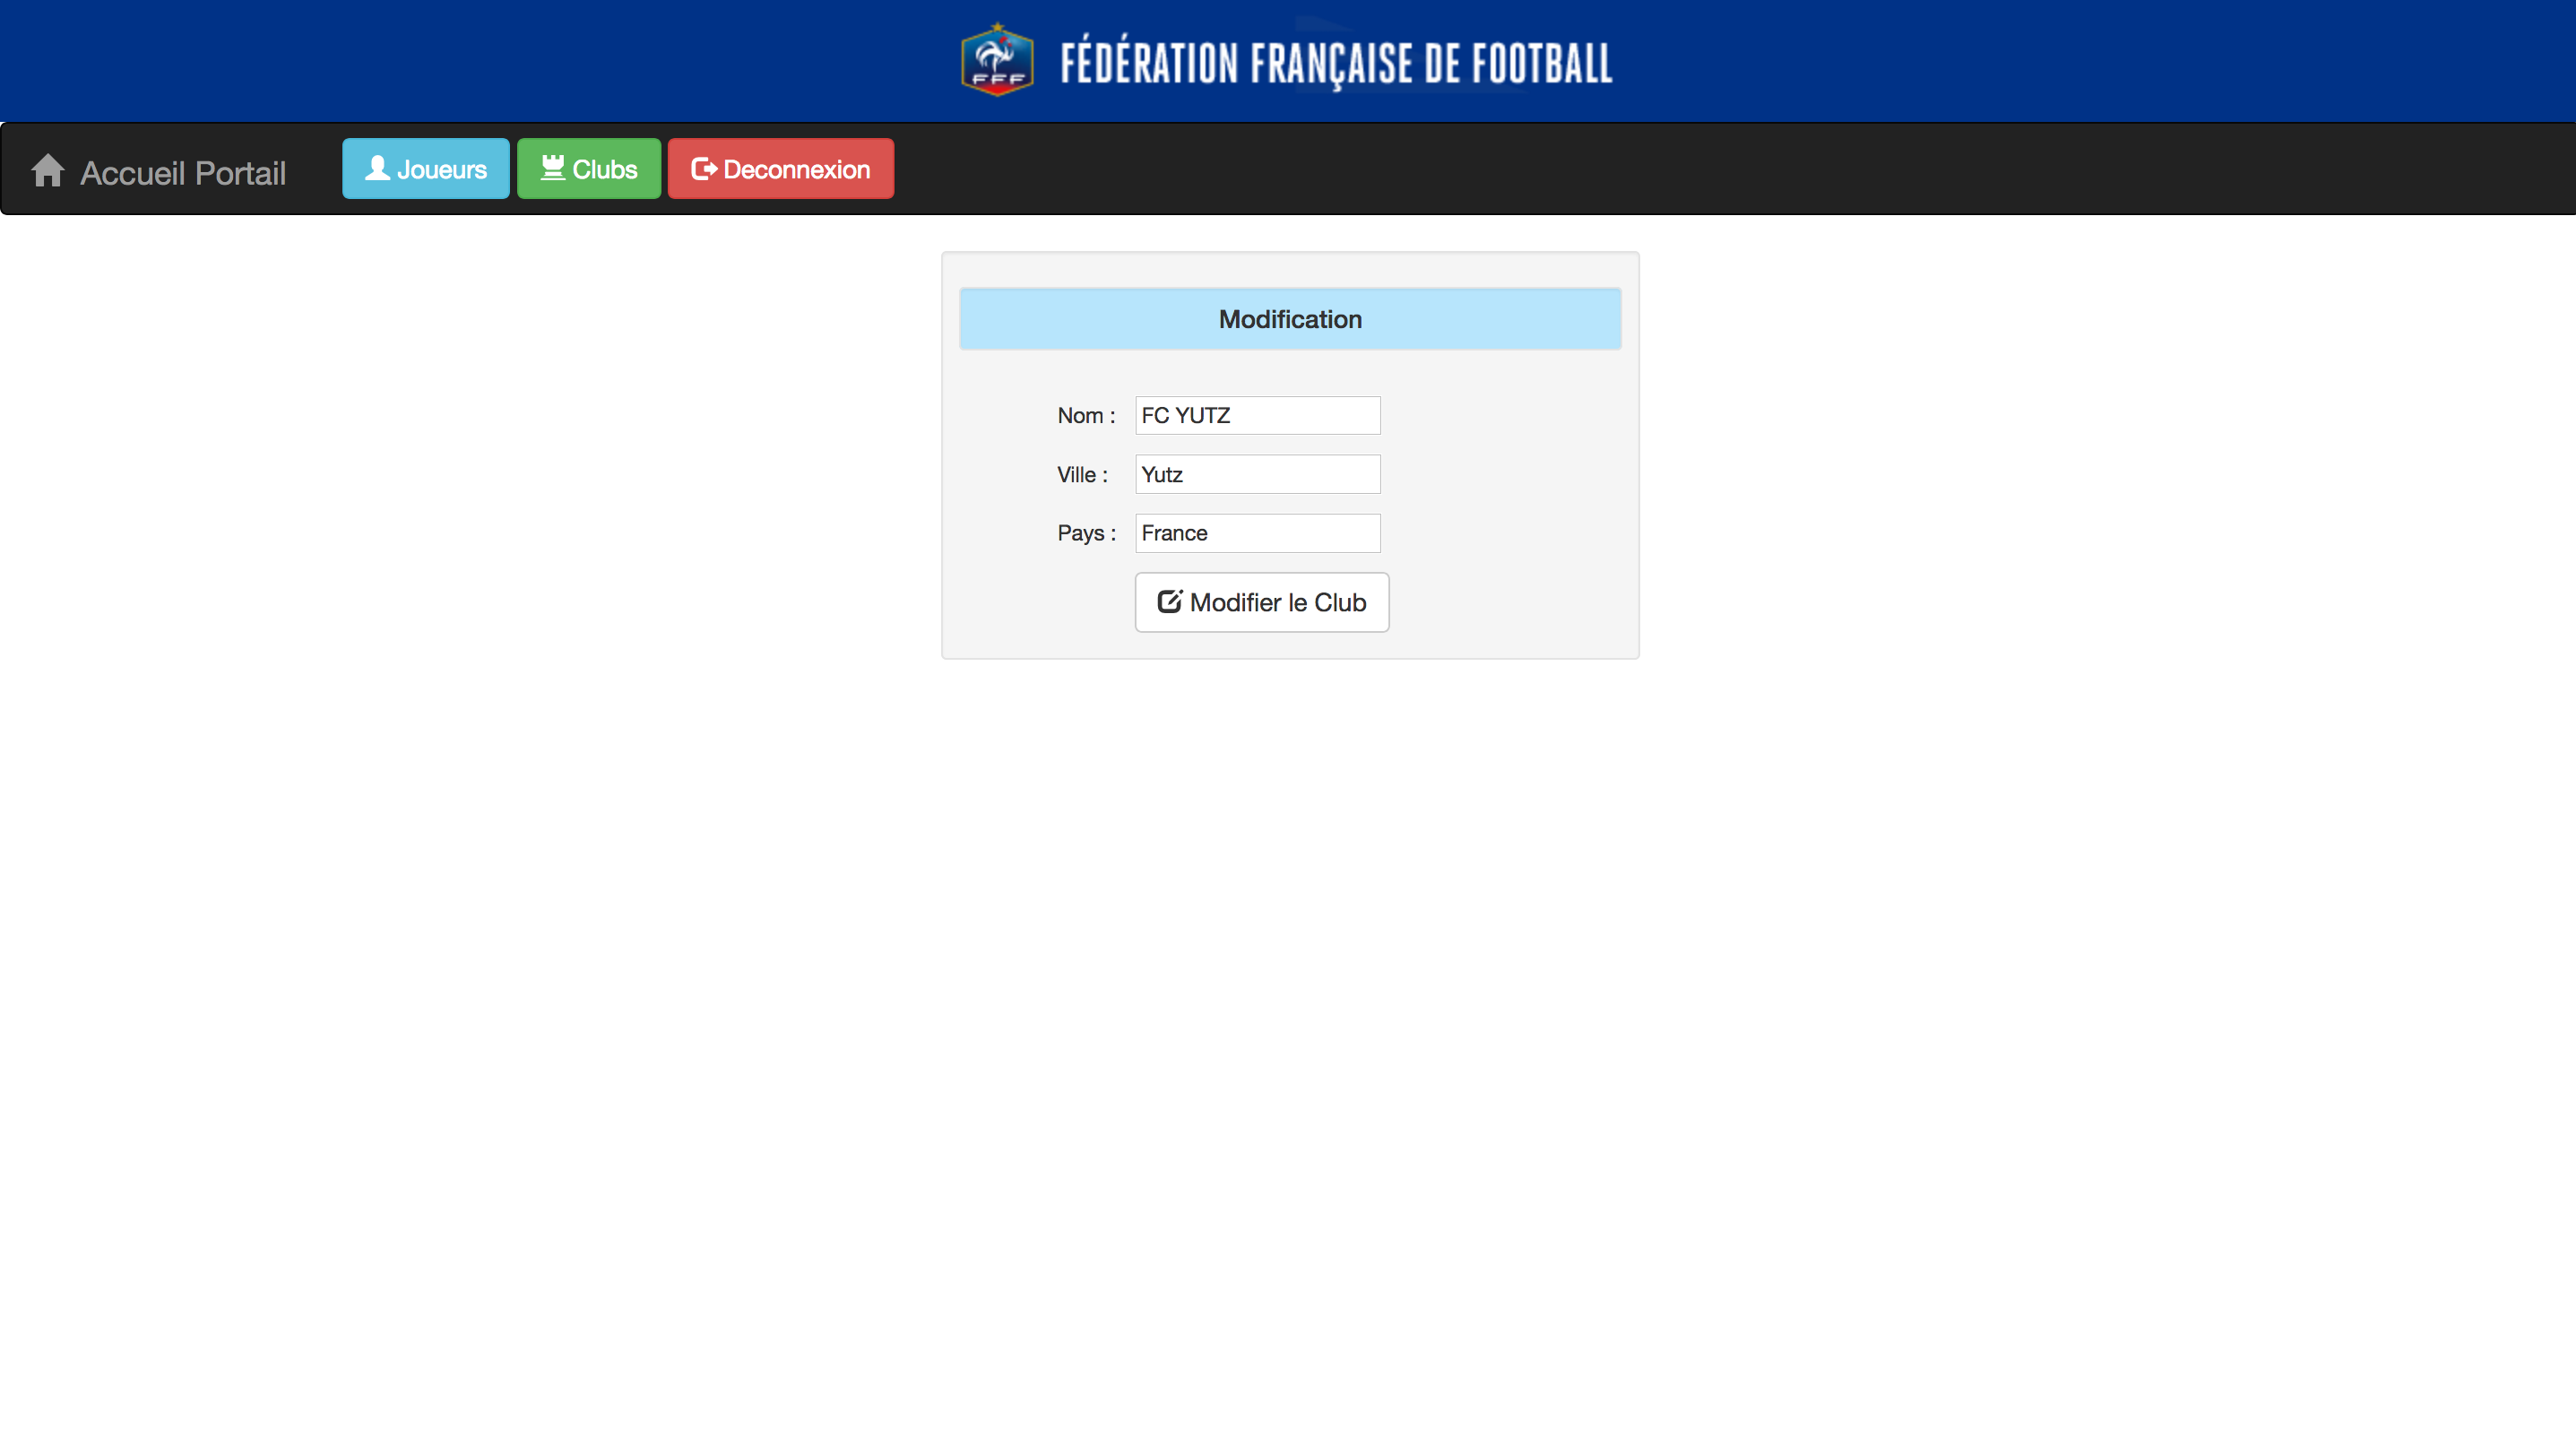 FFF
FÉDÉRATION FRANÇAISE DE FOOTBALL
Accueil Portail Joueurs Clubs Deconnexion
Modification
Nom : FC YUTZ
Ville : Yutz
Pays : France
Modifier le Club